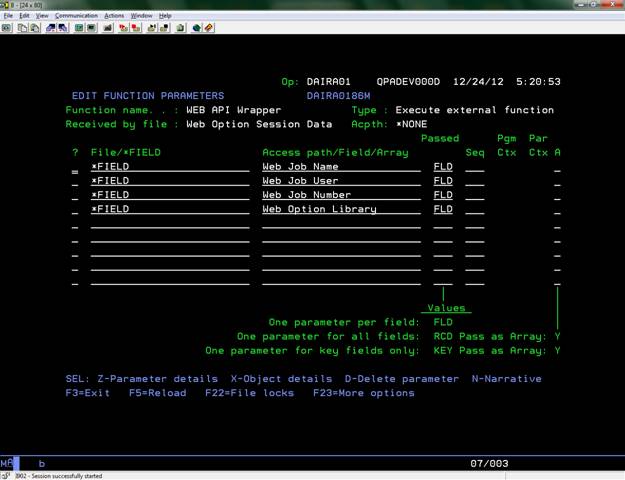 B - [24 x 80]
File Edit View Communication Actions Window Help
Op: DAIRA01 QPADEV000D 12/24/12 5:20:53
EDIT FUNCTION PARAMETERS DAIRA0186M
Function name. . : WEB API Wrapper Type : Execute external function
Received by file : Web Option Session Data Acpth: *NONE
Passed Pgm Par
? File/*FIELD Access path/Field/Array Seq Ctx Ctx A
*FIELD Web Job Name FLD
*FIELD Web Job User FLD
*FIELD Web Job Number FLD
*FIELD Web Option Library FLD
Values
One parameter per field: FLD
One parameter for all fields: RCD Pass as Array: Y
One parameter for key fields only: KEY Pass as Array: Y
SEL: Z-Parameter details X-Object details D-Delete parameter N-Narrative
F3=Exit F5=Reload F22=File locks F23=More options
MA b 07/003
I902 - Session successfully started